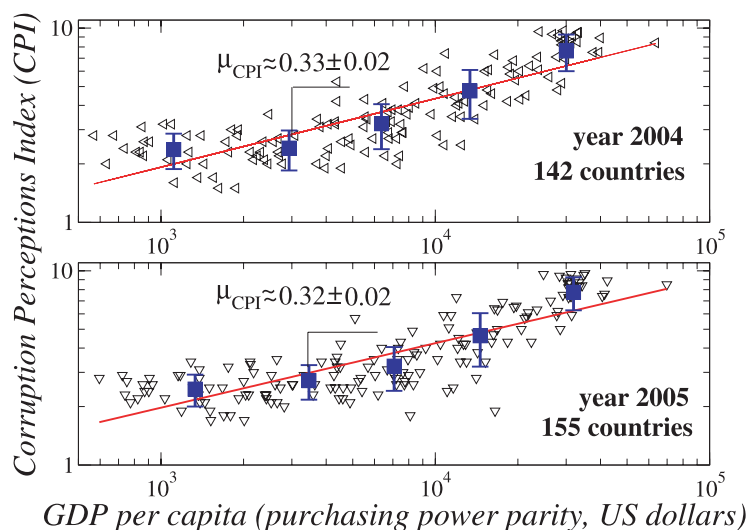 Corruption Perceptions Index (CPI)
10
μCPI≈0.33±0.02
year 2004
142 countries
1
10³ 10⁴ 10⁵
10
μCPI≈0.32±0.02
year 2005
155 countries
1
10³ 10⁴ 10⁵
GDP per capita (purchasing power parity, US dollars)